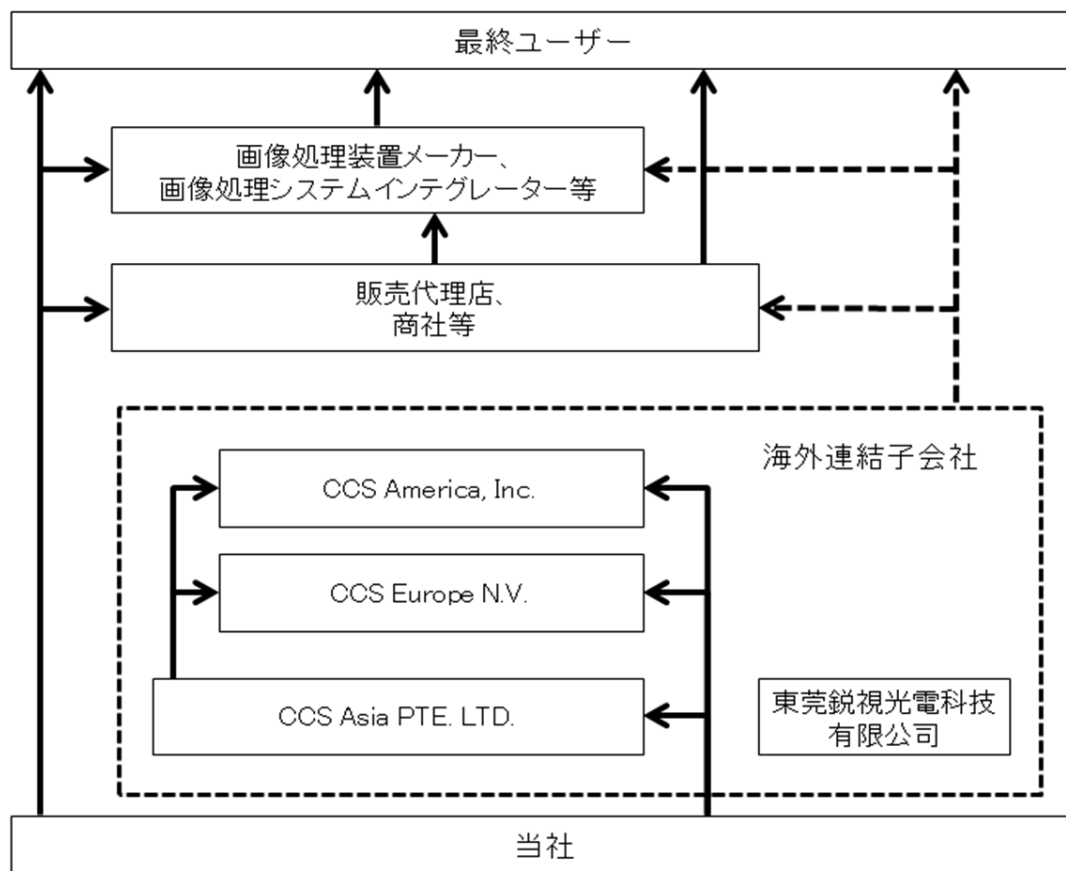 最終ユーザー
画像処理装置メーカー、
画像処理システムインテグレーター等
販売代理店、
商社等
海外連結子会社
CCS America, Inc.
CCS Europe N.V.
CCS Asia PTE. LTD.
東莞鋭視光電科技
有限公司
当社